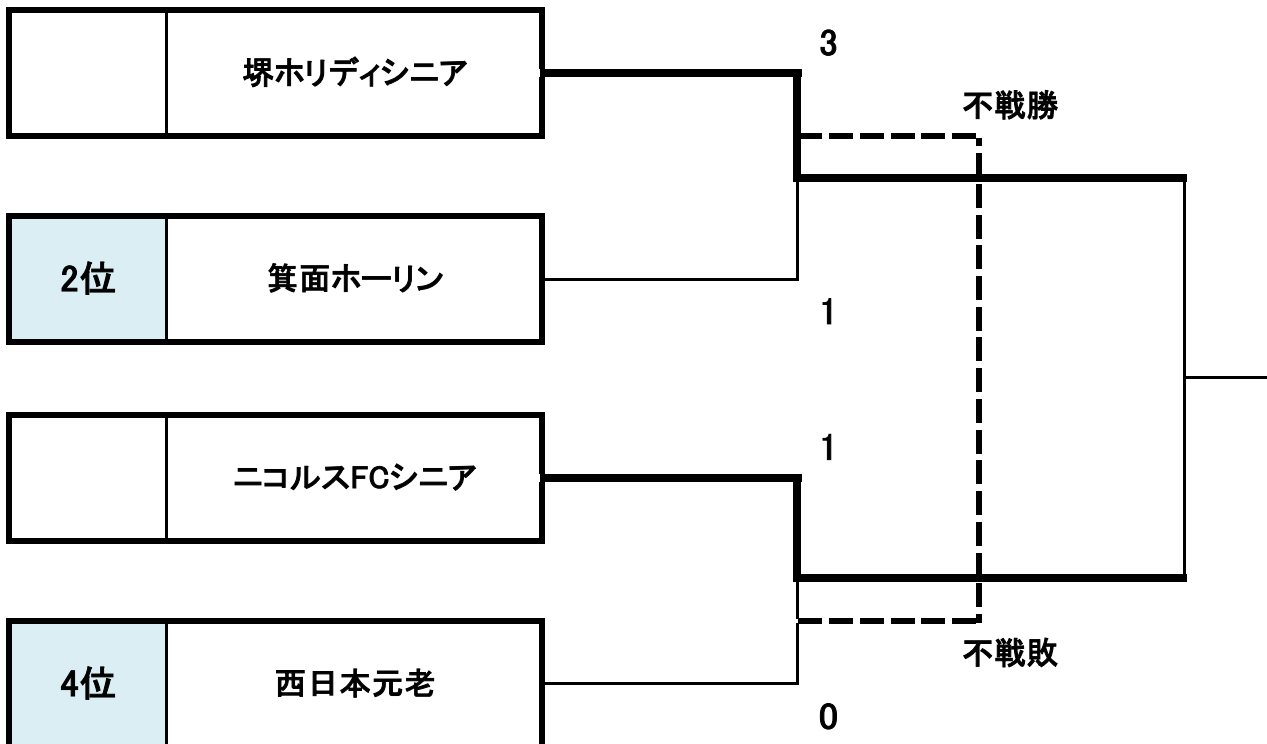 堺ホリディシニア
3
不戦勝
2位
箕面ホーリン
1
1
ニコルスFCシニア
4位
西日本元老
不戦敗
0